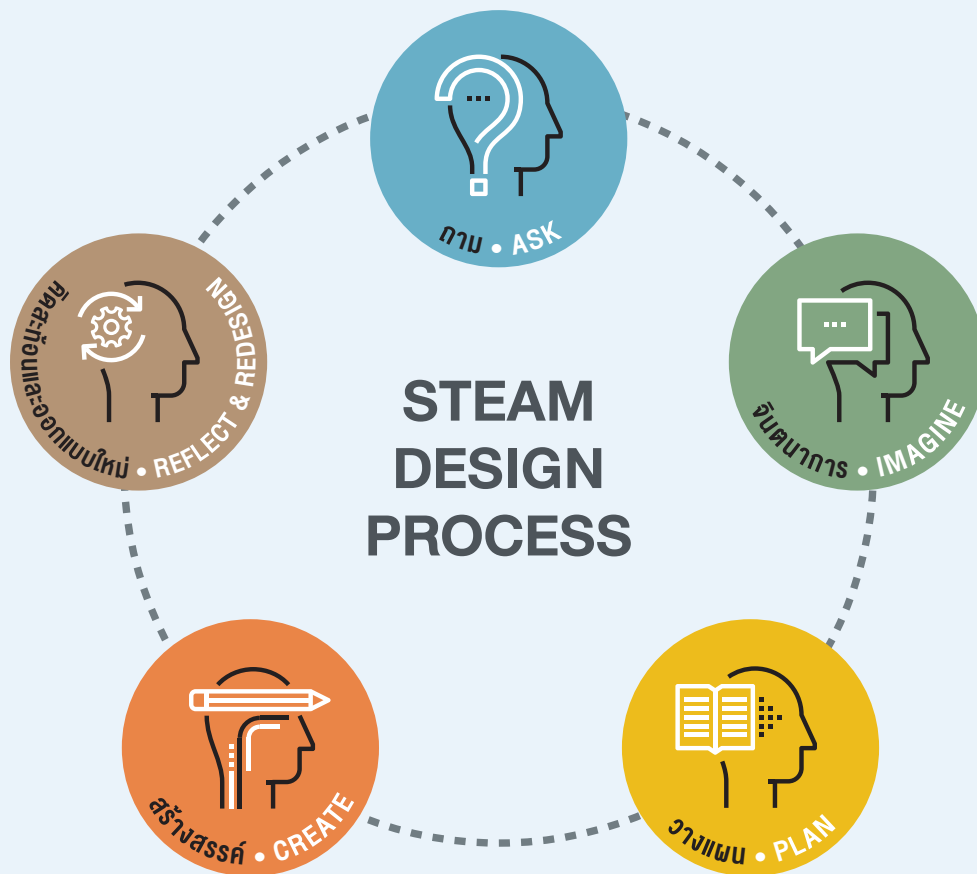 ถาม • ASK
จินตนาการ • IMAGINE
วางแผน • PLAN
สร้างสรรค์ • CREATE
คิดสะท้อนและออกแบบใหม่ • REFLECT & REDESIGN
STEAM
DESIGN
PROCESS